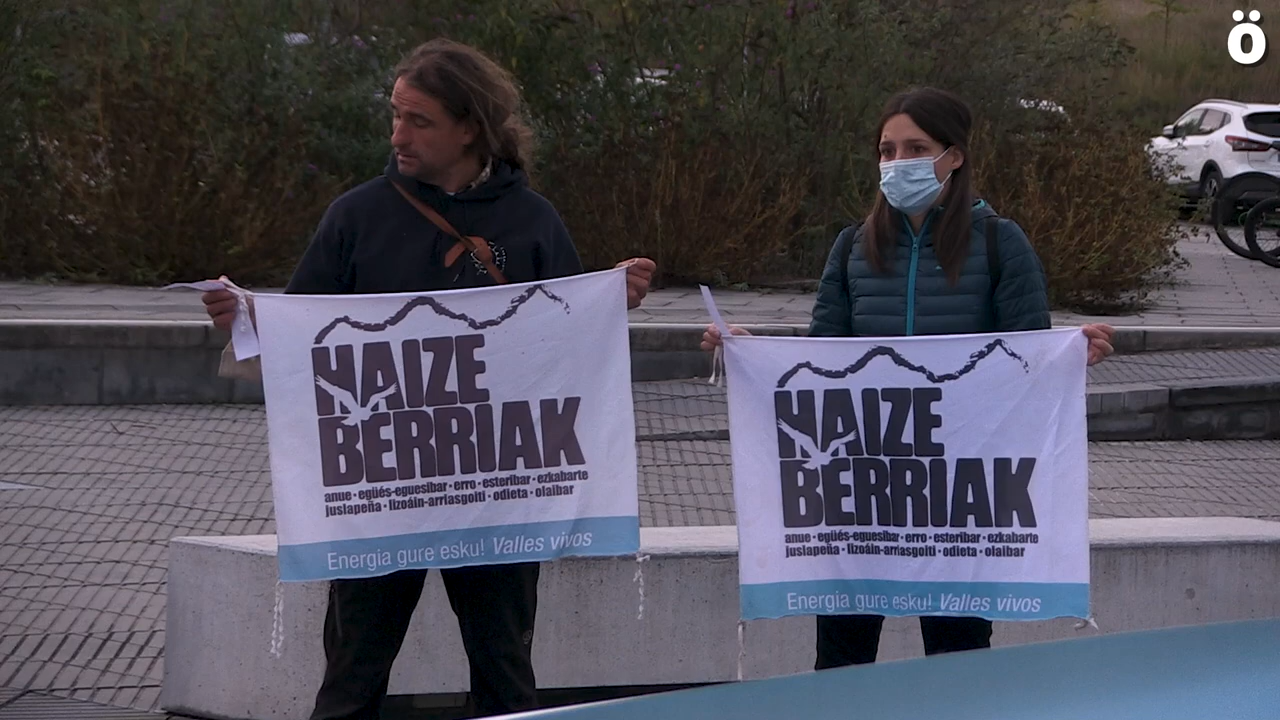 ö
HAIZE
BERRIAK
anue · egüés-eguesibar · erro · esteribar · ezkabarte
juslapeña · lizoáin-arriasgoiti · odieta · olaibar
Energia gure esku! Valles vivos
HAIZE
BERRIAK
anue · egüés-eguesibar · erro · esteribar · ezkabarte
juslapeña · lizoáin-arriasgoiti · odieta · olaibar
Energia gure esku! Valles vivos